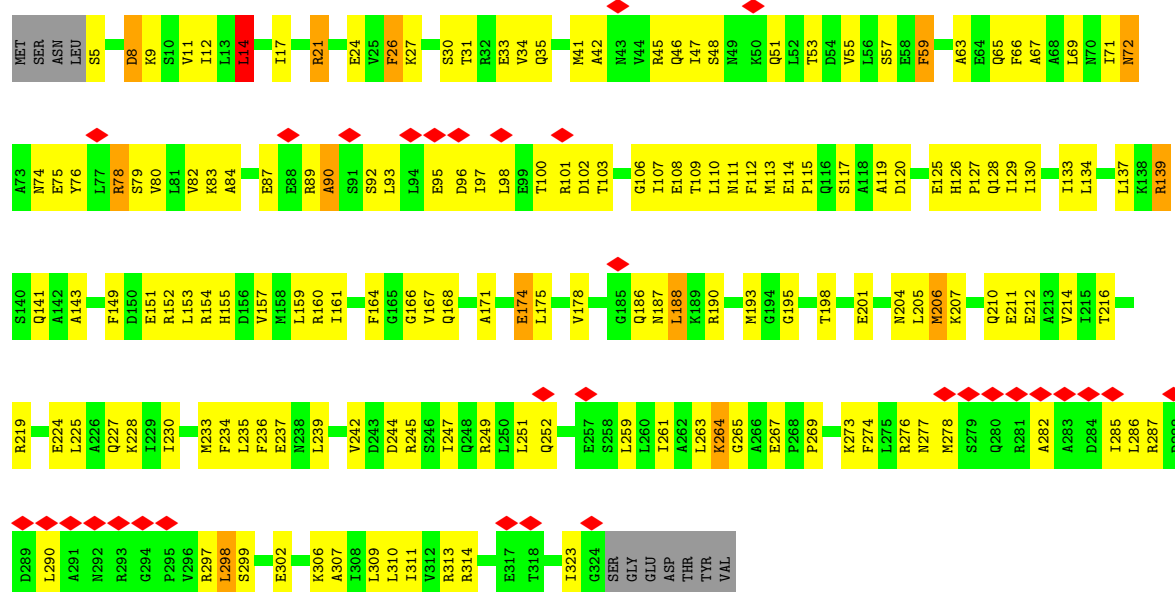 MET SER ASN LEU S5 D8 K9 S10 V11 I12 L13 L14 I17 R21 E24 V25 F26 K27 S30 T31 R32 E33 V34 Q35 M41 A42 N43 V44 R45 Q46 I47 S48 N49 K50 Q51 L52 T53 D54 V55 L56 S57 E58 F59 A63 E64 Q65 F66 A67 A68 L69 N70 I71 N72
A73 N74 E75 Y76 L77 R78 S79 V80 L81 V82 K83 A84 E87 E88 R89 A90 S91 S92 L93 L94 E95 D96 I97 L98 E99 T100 R101 D102 T103 G106 I107 E108 T109 L110 N111 F112 M113 E114 P115 Q116 S117 A118 A119 D120 E125 H126 P127 Q128 I129 I130 I133 L134 L137 K138 R139
S140 Q141 A142 A143 F149 D150 E151 R152 L153 R154 H155 D156 V157 M158 L159 R160 I161 F164 G165 G166 V167 Q168 A171 E174 L175 V178 G185 Q186 N187 L188 K189 R190 M193 G194 G195 T198 E201 N204 L205 M206 K207 Q210 E211 E212 A213 V214 I215 T216
R219 E224 L225 A226 Q227 K228 I229 I230 M233 F234 L235 F236 E237 N238 L239 V242 D243 D244 R245 S246 I247 Q248 R249 L250 L251 Q252 E257 S258 L259 L260 I261 A262 L263 K264 G265 A266 E267 P268 P269 K273 F274 L275 R276 N277 M278 S279 Q280 R281 A282 A283 D284 I285 L286 R287
D289 L290 A291 N292 R293 G294 P295 V296 R297 L298 S299 E302 K306 A307 I308 L309 L310 I311 V312 R313 R314 E317 T318 I323 G324 SER GLY GLU ASP THR TYR VAL